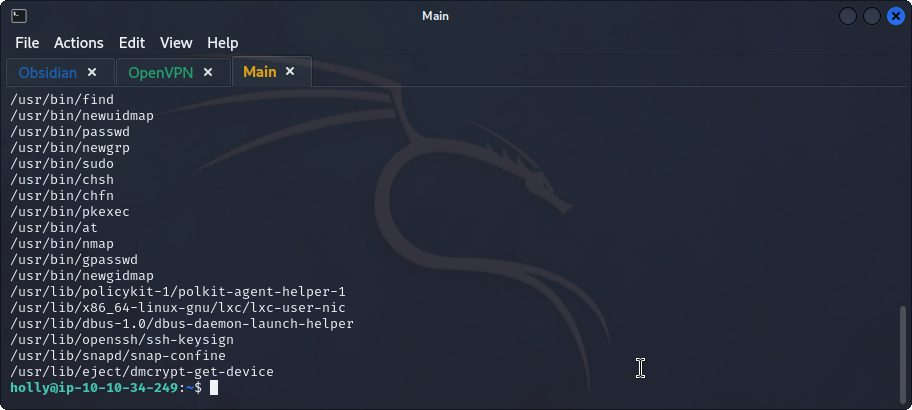 Main
File Actions Edit View Help
Obsidian × OpenVPN × Main ×
/usr/bin/find
/usr/bin/newuidmap
/usr/bin/passwd
/usr/bin/newgrp
/usr/bin/sudo
/usr/bin/chsh
/usr/bin/chfn
/usr/bin/pkexec
/usr/bin/at
/usr/bin/nmap
/usr/bin/gpasswd
/usr/bin/newgidmap
/usr/lib/policykit-1/polkit-agent-helper-1
/usr/lib/x86_64-linux-gnu/lxc/lxc-user-nic
/usr/lib/dbus-1.0/dbus-daemon-launch-helper
/usr/lib/openssh/ssh-keysign
/usr/lib/snapd/snap-confine
/usr/lib/eject/dmcrypt-get-device
holly@ip-10-10-34-249:~$